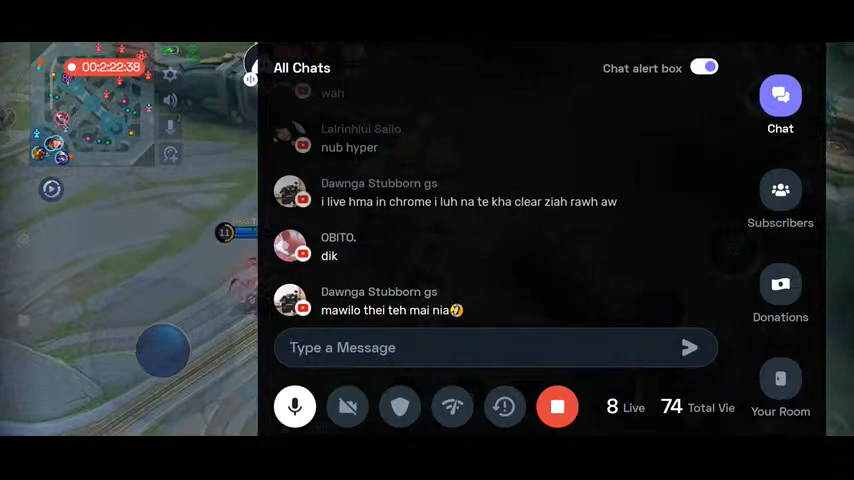 00:2:22:38
All Chats
Chat alert box
wah
Lalrinhlui Sailo
nub hyper
Chat
Dawnga Stubborn gs
i live hma in chrome i luh na te kha clear ziah rawh aw
Subscribers
OBITO.
dik
11
Dawnga Stubborn gs
mawilo thei teh mai nia🤣
Donations
Type a Message
8 Live
74 Total Vie
Your Room